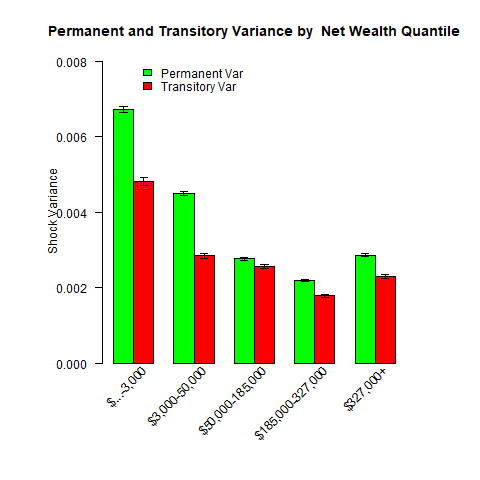 Permanent and Transitory Variance by  Net Wealth Quantile
Permanent Var
Transitory Var
Shock Variance
0.008
0.006
0.004
0.002
0.000
$...-3,000
$3,000-50,000
$50,000-185,000
$185,000-327,000
$327,000+